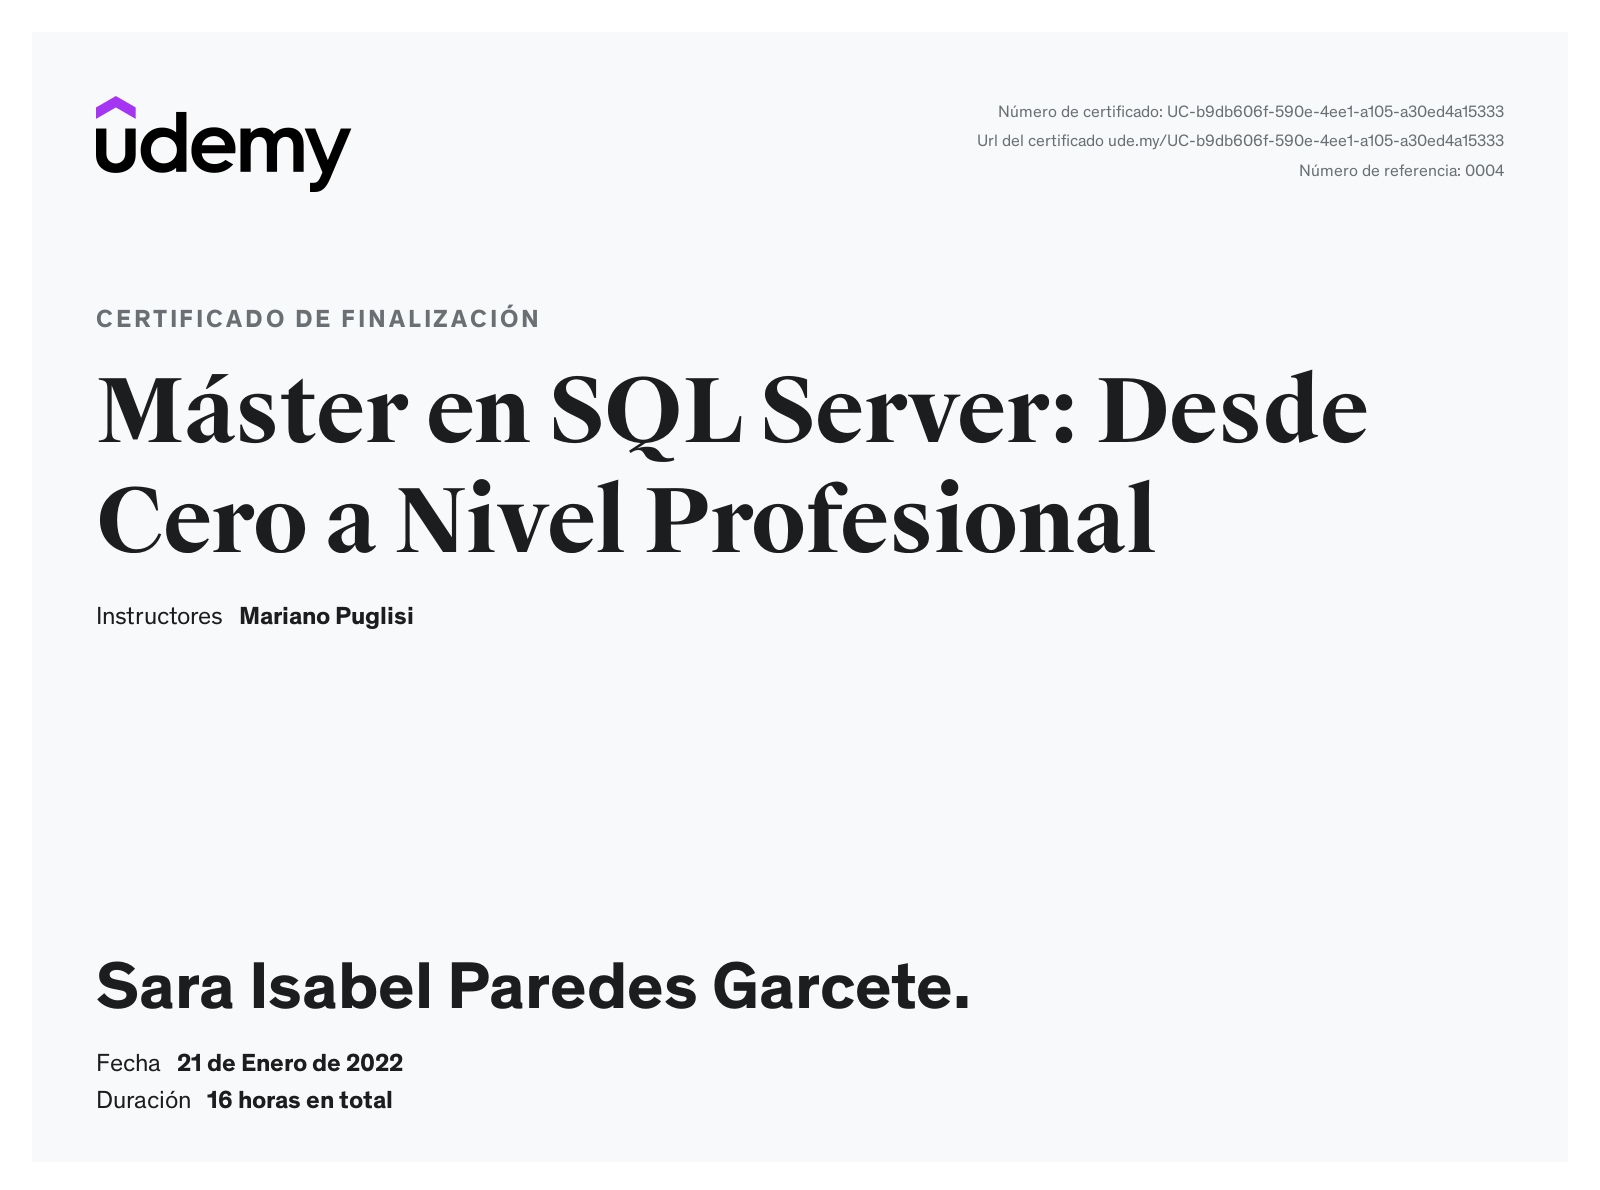 udemy
Número de certificado: UC-b9db606f-590e-4ee1-a105-a30ed4a15333
Url del certificado ude.my/UC-b9db606f-590e-4ee1-a105-a30ed4a15333
Número de referencia: 0004
CERTIFICADO DE FINALIZACIÓN
Máster en SQL Server: Desde
Cero a Nivel Profesional
Instructores Mariano Puglisi
Sara Isabel Paredes Garcete.
Fecha 21 de Enero de 2022
Duración 16 horas en total